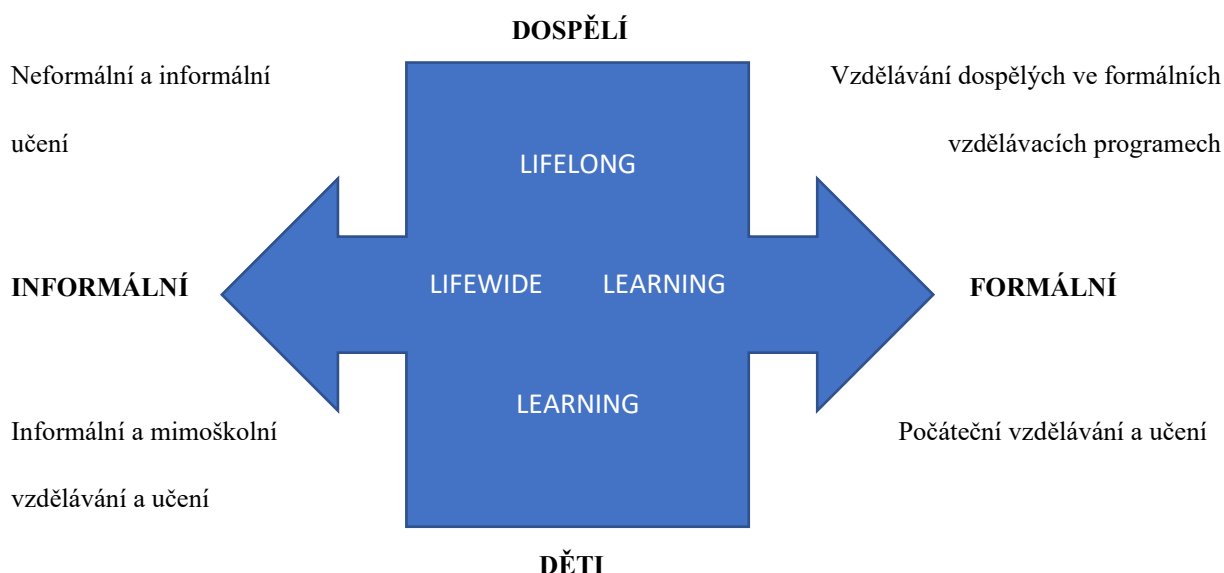 DOSPĚLÍ
Neformální a informální
učení
Vzdělávání dospělých ve formálních
vzdělávacích programech
LIFELONG
INFORMÁLNÍ
LIFEWIDE LEARNING
FORMÁLNÍ
LEARNING
Informální a mimoškolní
vzdělávání a učení
Počáteční vzdělávání a učení
DĚTI